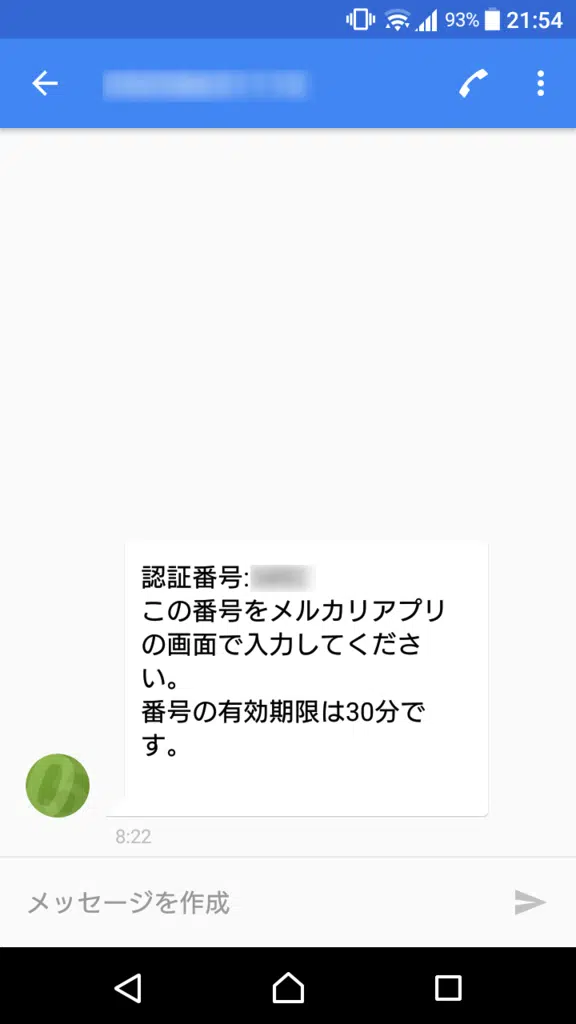 93% 21:54
認証番号:
この番号をメルカリアプリ
の画面で入力してくださ
い。
番号の有効期限は30分で
す。
8:22
メッセージを作成